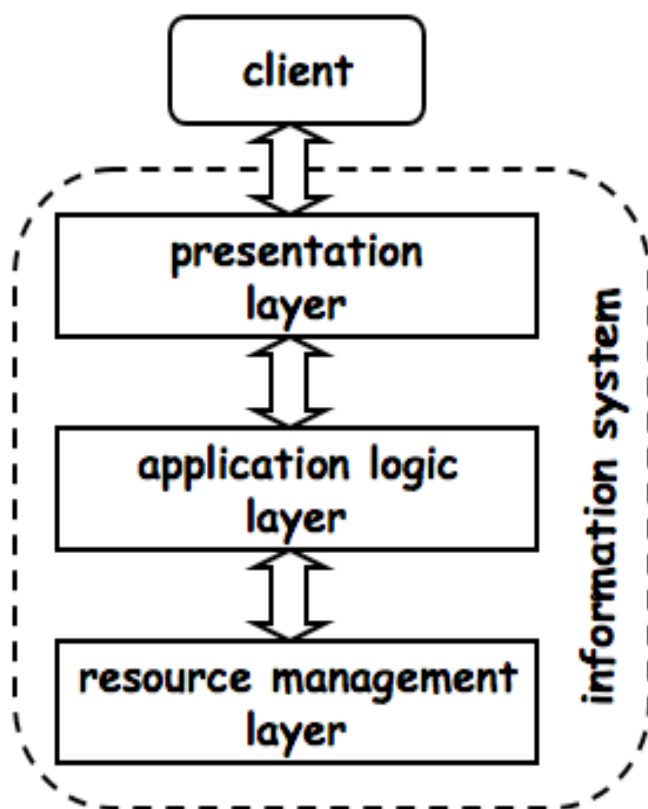 client
presentation
layer
application logic
layer
resource management
layer
information system